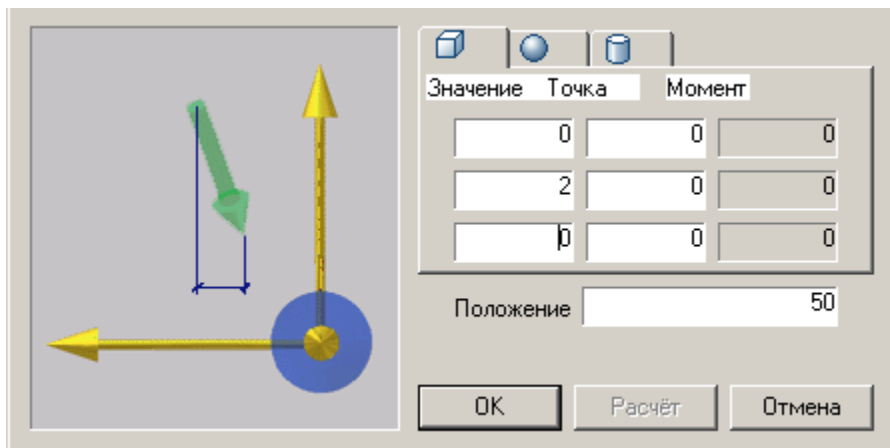 Значение Точка Момент
0 0 0
2 0 0
0 0 0
Положение 50
OK Расчёт Отмена